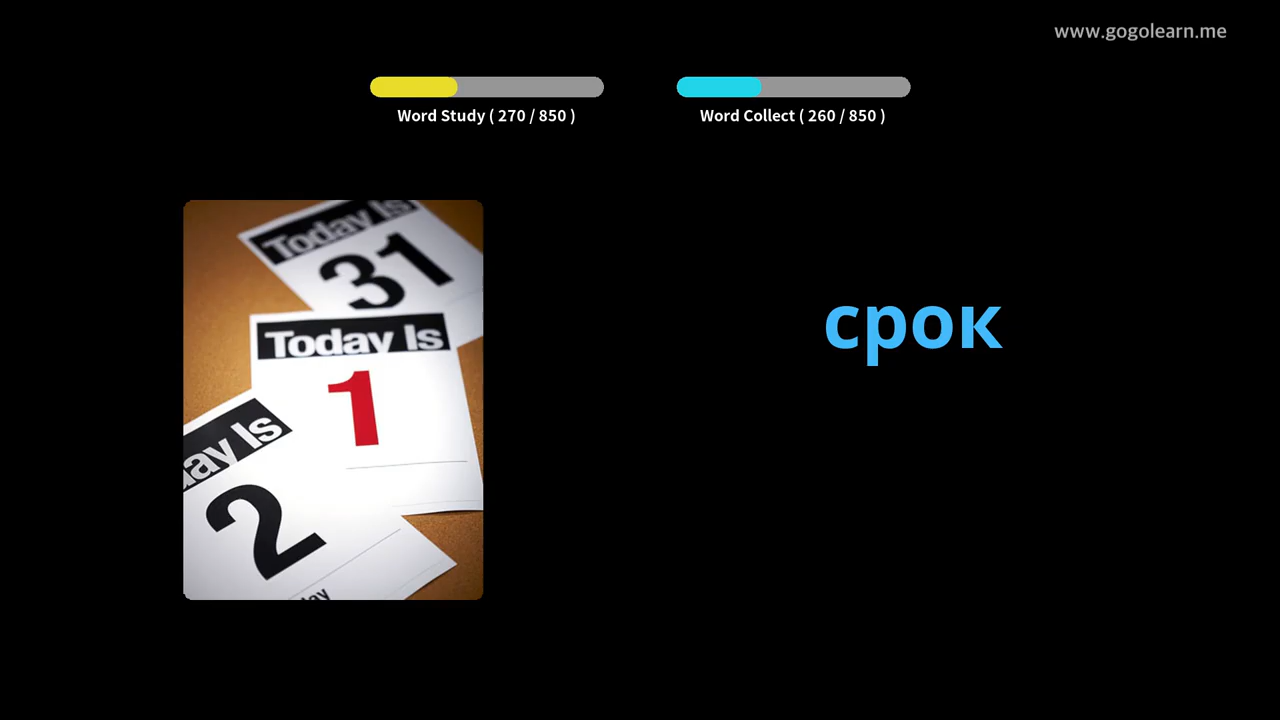 www.gogolearn.me
Word Study ( 270 / 850 )
Word Collect ( 260 / 850 )
Today Is
31
Today Is
1
ay Is
2
срок